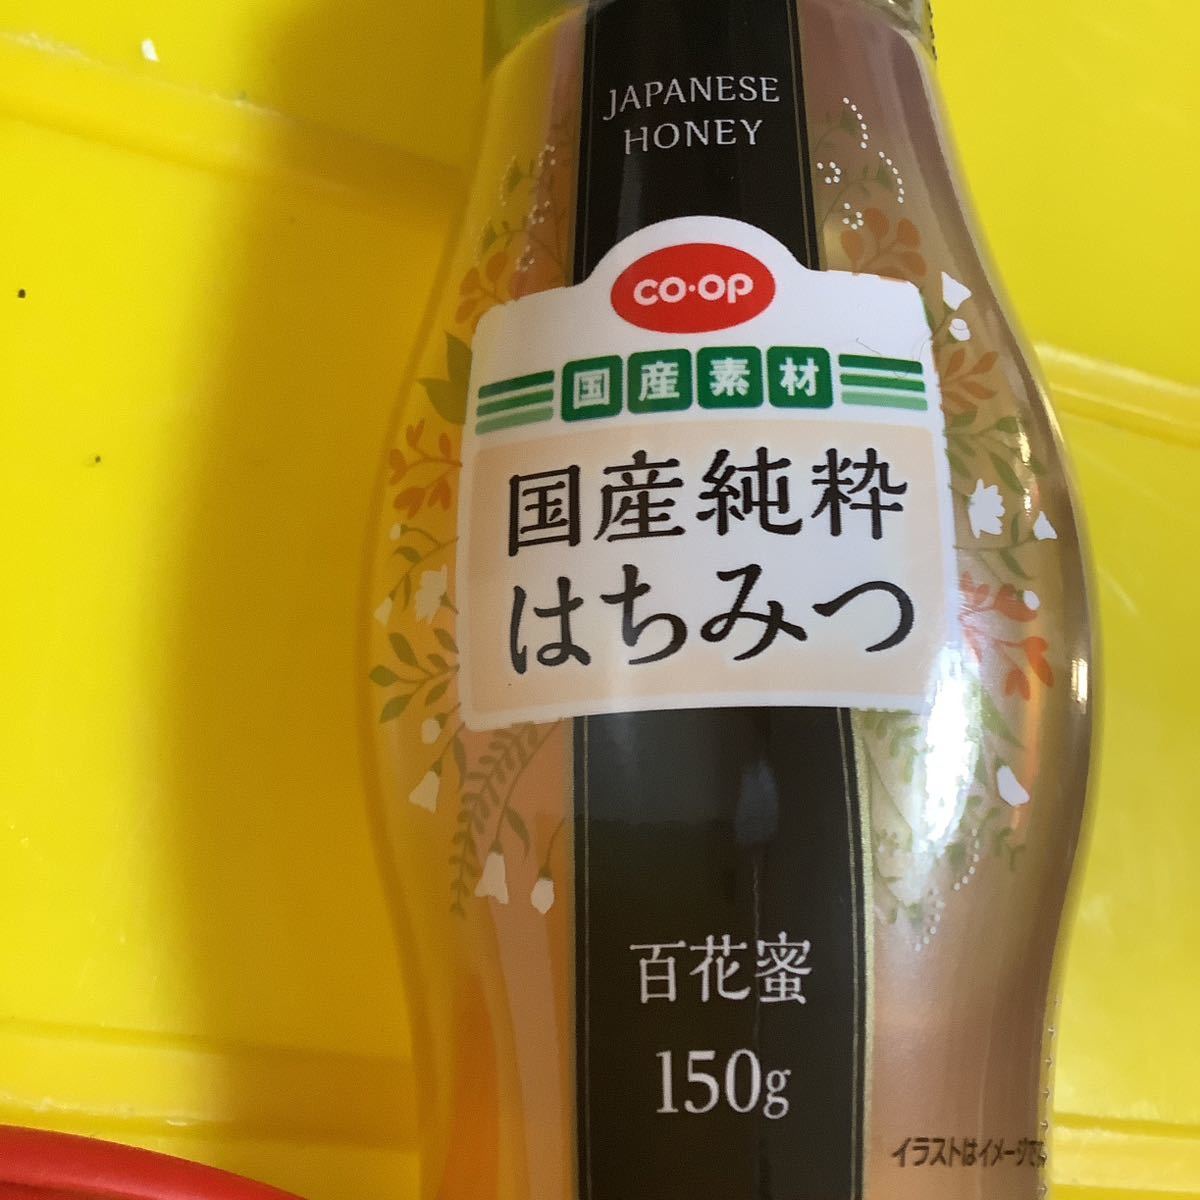 JAPANESE
HONEY
CO·OP
国産素材
国産純粋
はちみつ
百花蜜
150g
イラストはイメージです。